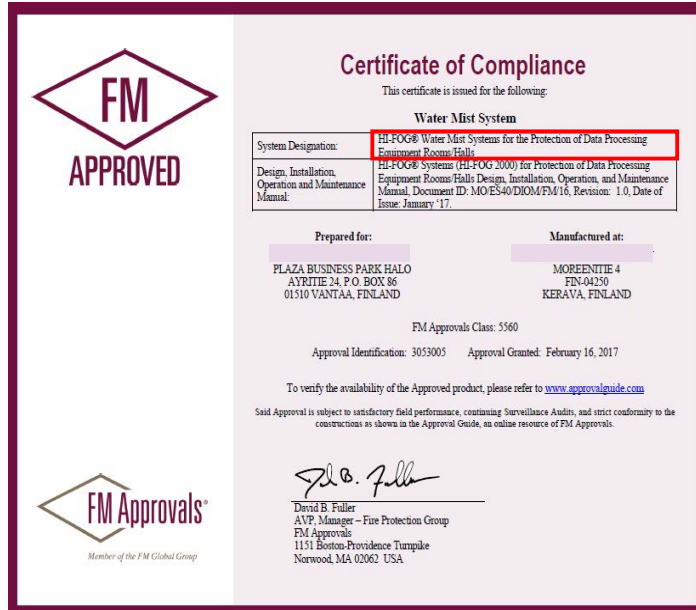 FM
APPROVED
Certificate of Compliance
This certificate is issued for the following:
Water Mist System
System Designation:
HI-FOG® Water Mist Systems for the Protection of Data Processing
Equipment Rooms/Halls
Design, Installation,
Operation and Maintenance
Manual:
HI-FOG® Systems (HI-FOG 2000) for Protection of Data Processing
Equipment Rooms/Halls Design, Installation, Operation, and Maintenance
Manual, Document ID: MO/ES40/DIOM/FM/16, Revision: 1.0, Date of
Issue: January ‘17.
Prepared for:
PLAZA BUSINESS PARK HALO
AYRITIE 24, P.O. BOX 86
01510 VANTAA, FINLAND
Manufactured at:
MOREENITIE 4
FIN-04250
KERAVA, FINLAND
FM Approvals Class: 5560
Approval Identification: 3053005 Approval Granted: February 16, 2017
To verify the availability of the Approved product, please refer to www.approvalguide.com
Said Approval is subject to satisfactory field performance, continuing Surveillance Audits, and strict conformity to the
constructions as shown in the Approval Guide, an online resource of FM Approvals.
David B. Fuller
AVP, Manager – Fire Protection Group
FM Approvals
1151 Boston-Providence Turnpike
Norwood, MA 02062 USA
FM Approvals®
Member of the FM Global Group